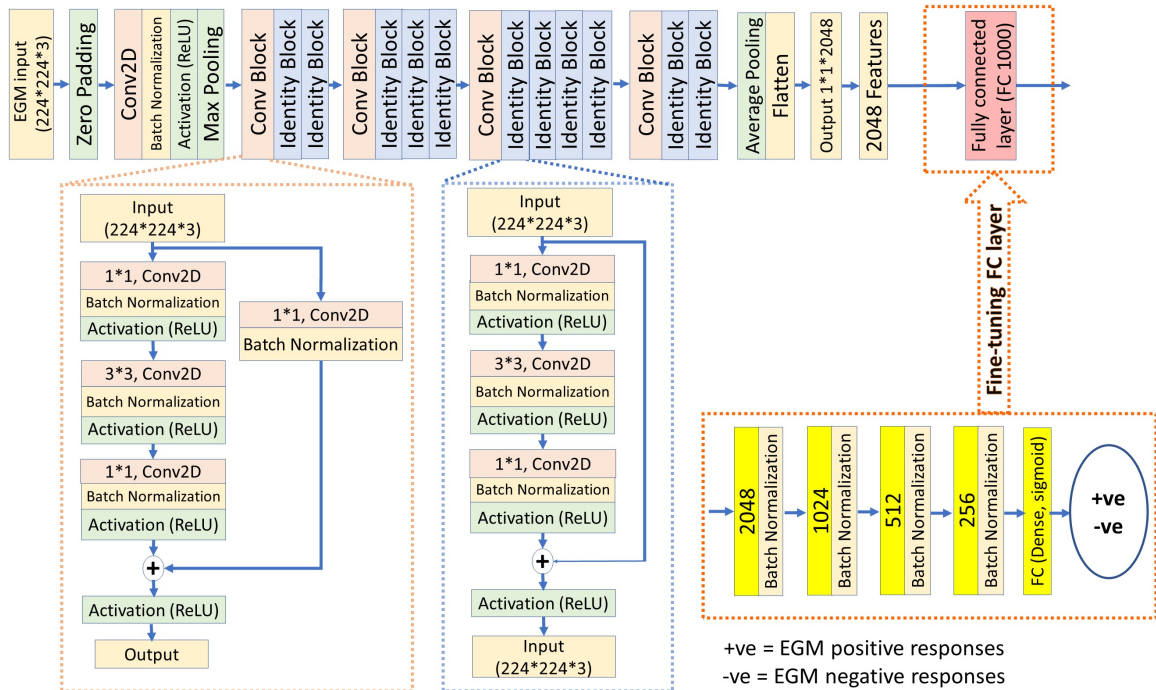 EGM input
(224*224*3)
Zero Padding
Conv2D
Batch Normalization
Activation (ReLU)
Max Pooling
Conv Block
Identity Block
Identity Block
Conv Block
Identity Block
Identity Block
Identity Block
Conv Block
Identity Block
Identity Block
Identity Block
Identity Block
Identity Block
Conv Block
Identity Block
Identity Block
Average Pooling
Flatten
Output 1*1*2048
2048 Features
Fully connected
layer (FC 1000)
Input
(224*224*3)
1*1, Conv2D
Batch Normalization
Activation (ReLU)
3*3, Conv2D
Batch Normalization
Activation (ReLU)
1*1, Conv2D
Batch Normalization
Activation (ReLU)
+
Activation (ReLU)
Output
1*1, Conv2D
Batch Normalization
Input
(224*224*3)
1*1, Conv2D
Batch Normalization
Activation (ReLU)
3*3, Conv2D
Batch Normalization
Activation (ReLU)
1*1, Conv2D
Batch Normalization
Activation (ReLU)
+
Activation (ReLU)
Input
(224*224*3)
Fine-tuning FC layer
2048
Batch Normalization
1024
Batch Normalization
512
Batch Normalization
256
Batch Normalization
FC (Dense, sigmoid)
+ve
-ve
+ve = EGM positive responses
-ve = EGM negative responses